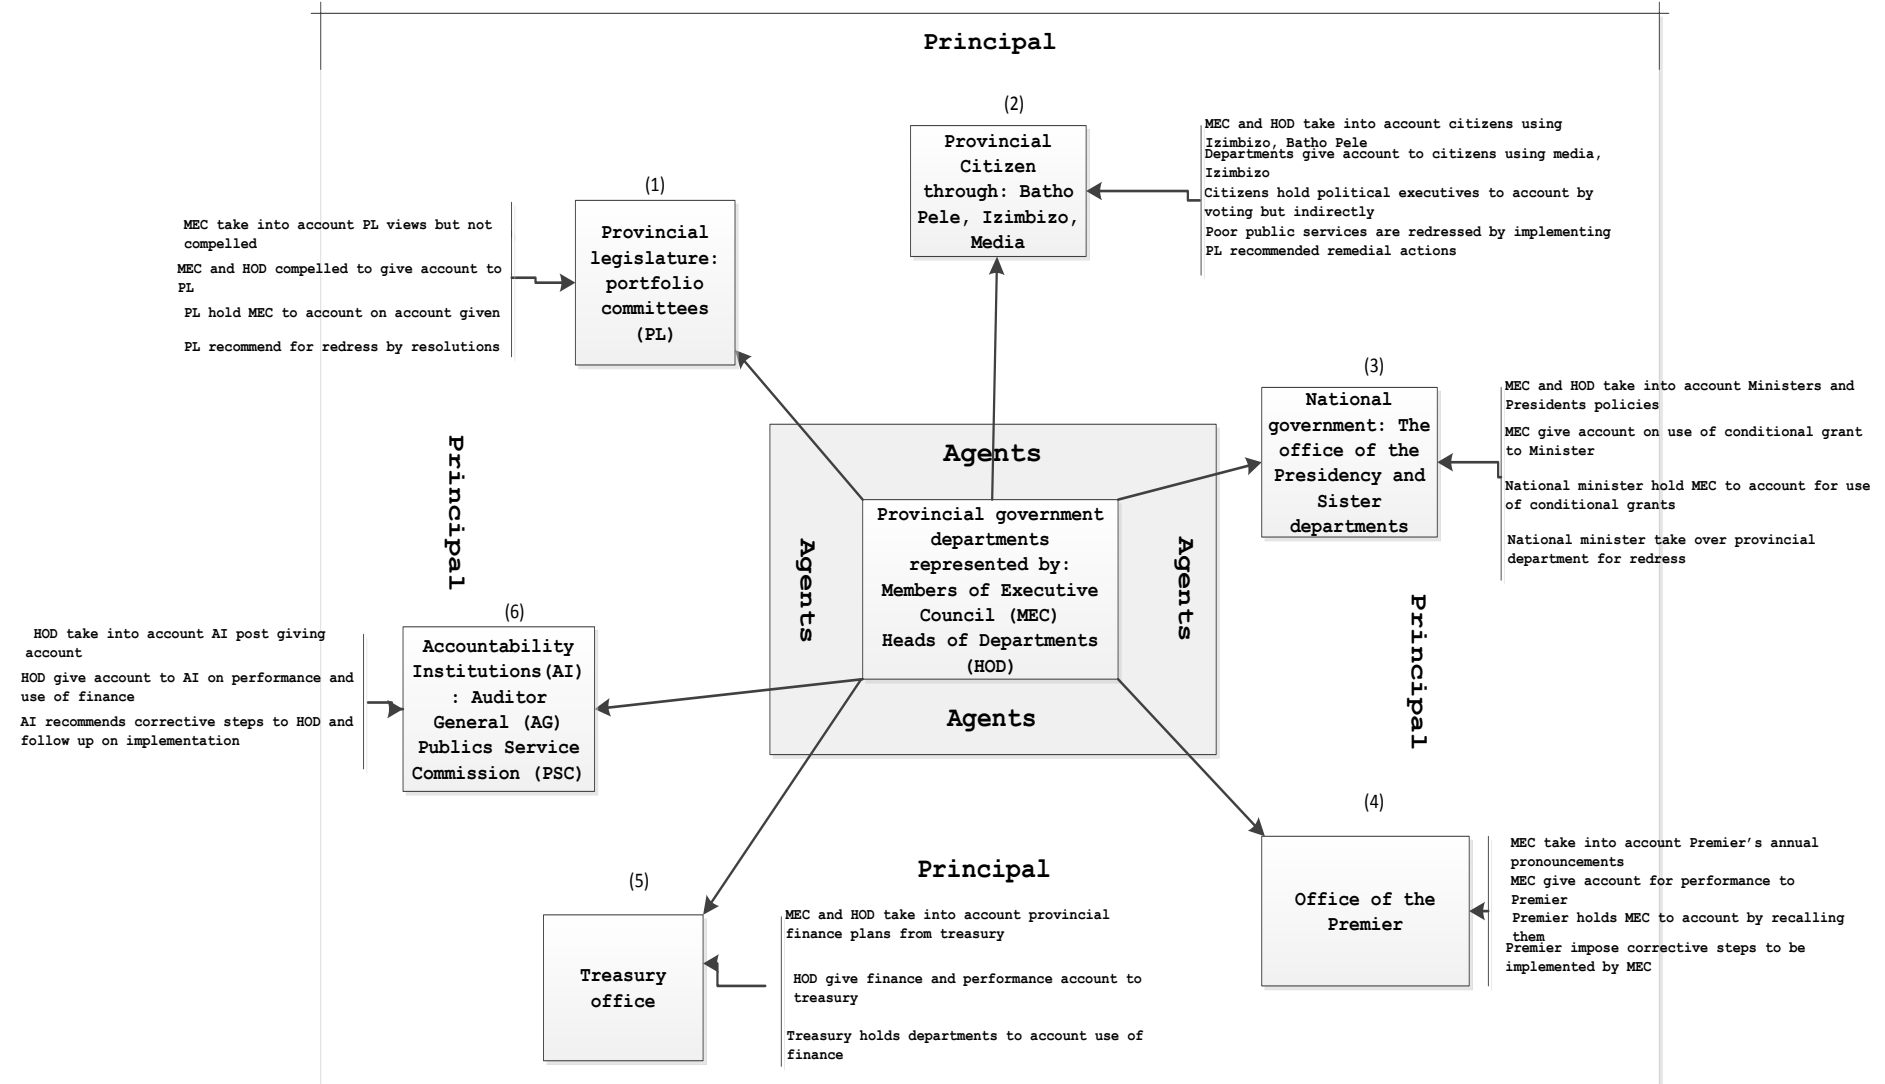 Principal
(2)
Provincial
Citizen
through: Batho
Pele, Izimbizo,
Media
MEC and HOD take into account citizens using
Izimbizo, Batho Pele
Departments give account to citizens using media,
Izimbizo
Citizens hold political executives to account by
voting but indirectly
Poor public services are redressed by implementing
PL recommended remedial actions
(1)
Provincial
legislature:
portfolio
committees
(PL)
MEC take into account PL views but not
compelled
MEC and HOD compelled to give account to
PL
PL hold MEC to account on account given
PL recommend for redress by resolutions
(3)
National
government: The
office of the
Presidency and
Sister
departments
MEC and HOD take into account Ministers and
Presidents policies
MEC give account on use of conditional grant
to Minister
National minister hold MEC to account for use
of conditional grants
National minister take over provincial
department for redress
Principal
Agents
Agents
Provincial government
departments
represented by:
Members of Executive
Council (MEC)
Heads of Departments
(HOD)
Agents
Agents
Principal
(6)
Accountability
Institutions(AI)
: Auditor
General (AG)
Publics Service
Commission (PSC)
HOD take into account AI post giving
account
HOD give account to AI on performance and
use of finance
AI recommends corrective steps to HOD and
follow up on implementation
(4)
Office of the
Premier
MEC take into account Premier’s annual
pronouncements
MEC give account for performance to
Premier
Premier holds MEC to account by recalling
them
Premier impose corrective steps to be
implemented by MEC
Principal
(5)
Treasury
office
MEC and HOD take into account provincial
finance plans from treasury
HOD give finance and performance account to
treasury
Treasury holds departments to account use of
finance